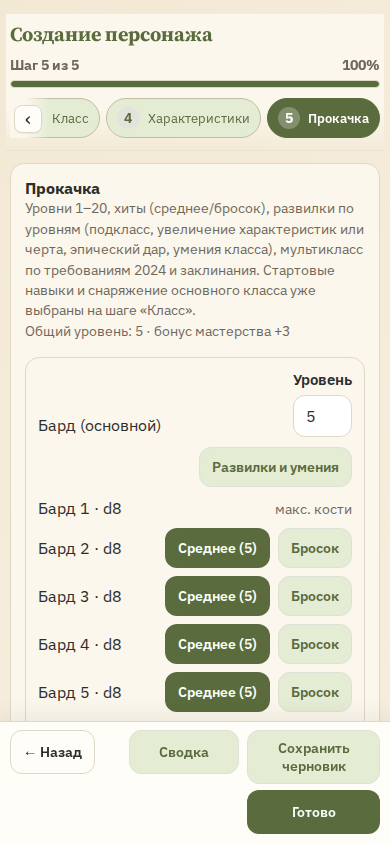 Создание персонажа
Шаг 5 из 5 100%
‹ Класс 4 Характеристики 5 Прокачка
Прокачка
Уровни 1–20, хиты (среднее/бросок), развилки по
уровням (подкласс, увеличение характеристик или
черта, эпический дар, умения класса), мультикласс
по требованиям 2024 и заклинания. Стартовые
навыки и снаряжение основного класса уже
выбраны на шаге «Класс».
Общий уровень: 5 · бонус мастерства +3
Уровень
Бард (основной) 5
Развилки и умения
Бард 1 · d8 макс. кости
Бард 2 · d8 Среднее (5) Бросок
Бард 3 · d8 Среднее (5) Бросок
Бард 4 · d8 Среднее (5) Бросок
Бард 5 · d8 Среднее (5) Бросок
← Назад Сводка Сохранить
черновик
Готово